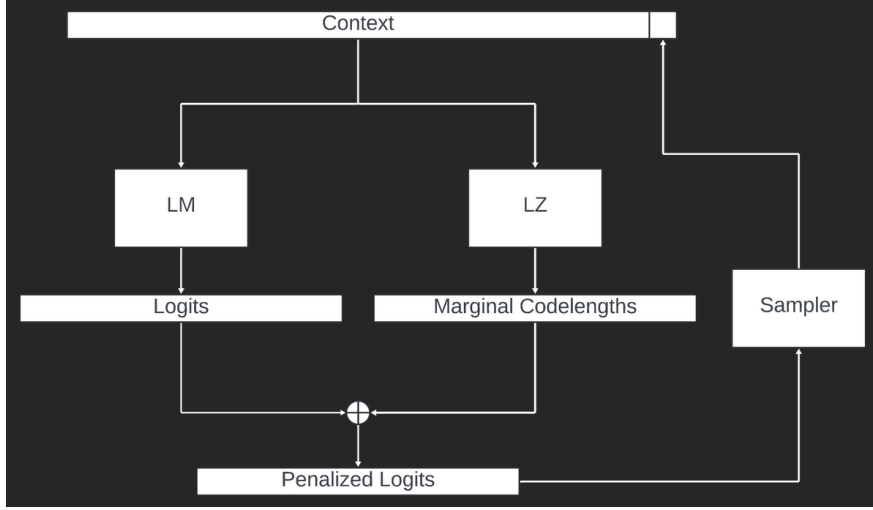 Context
LM
LZ
Logits
Marginal Codelengths
Sampler
Penalized Logits